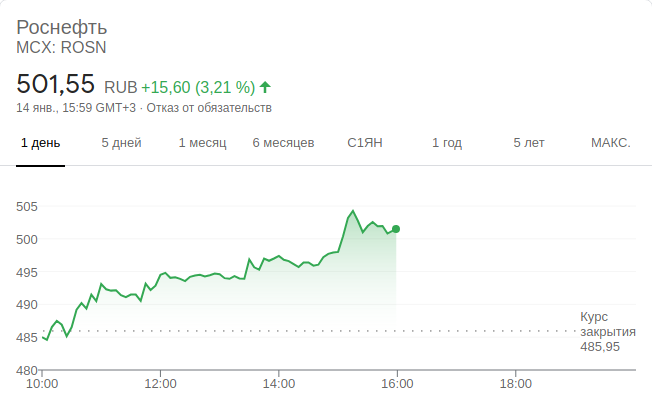 Роснефть
MCX: ROSN
501,55 RUB +15,60 (3,21 %)
14 янв., 15:59 GMT+3 · Отказ от обязательств
1 день 5 дней 1 месяц 6 месяцев С1ЯН 1 год 5 лет МАКС.
505
500
495
490
485
480
Курс
закрытия
485,95
10:00 12:00 14:00 16:00 18:00